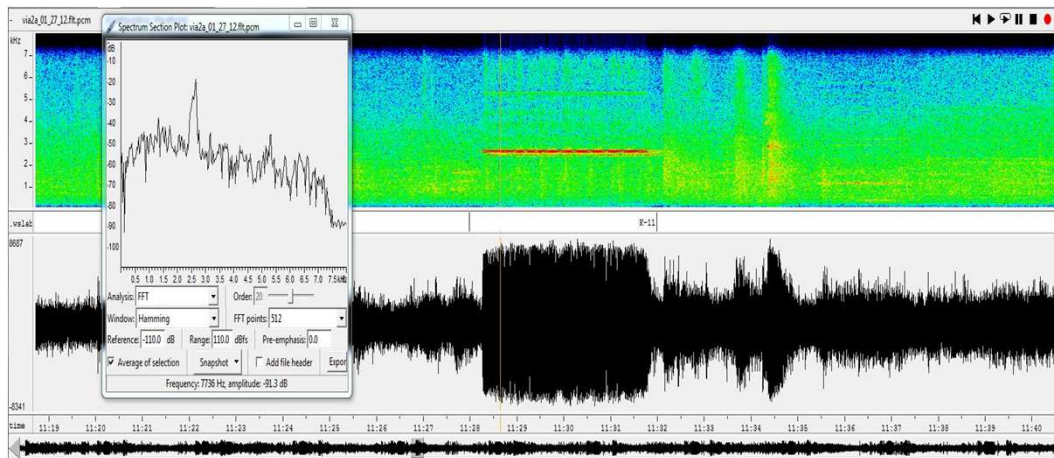 via2a_01_27_12.flt.pcm
Spectrum Section Plot: via2a_01_27_12.flt.pcm
kHz
7
6
5
4
3
2
1
dB
-10
-20
-30
-40
-50
-60
-70
-80
-90
-100
0.5 1.0 1.5 2.0 2.5 3.0 3.5 4.0 4.5 5.0 5.5 6.0 6.5 7.0 7.5 kHz
Analysis: FFT Order: 20
Window: Hamming FFT points: 512
Reference: -110.0 dB Range: 110.0 dBfs Pre-emphasis: 0.0
Average of selection Snapshot Add file header Expor
Frequency: 7736 Hz, amplitude: -91.3 dB
.wslab K-11
8687
-8341
time 11:19 11:20 11:21 11:22 11:23 11:24 11:25 11:26 11:27 11:28 11:29 11:30 11:31 11:32 11:33 11:34 11:35 11:36 11:37 11:38 11:39 11:40